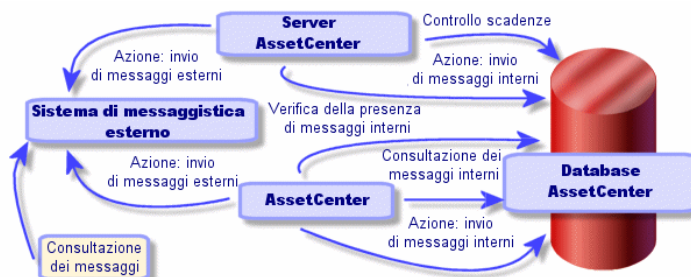 Server
AssetCenter
Controllo scadenze
Azione: invio
di messaggi esterni
Azione: invio
di messaggi interni
Sistema di messaggistica
esterno
Verifica della presenza
di messaggi interni
Azione: invio
di messaggi esterni
Consultazione dei
messaggi interni
Database
AssetCenter
AssetCenter
Azione: invio
di messaggi interni
Consultazione
dei messaggi